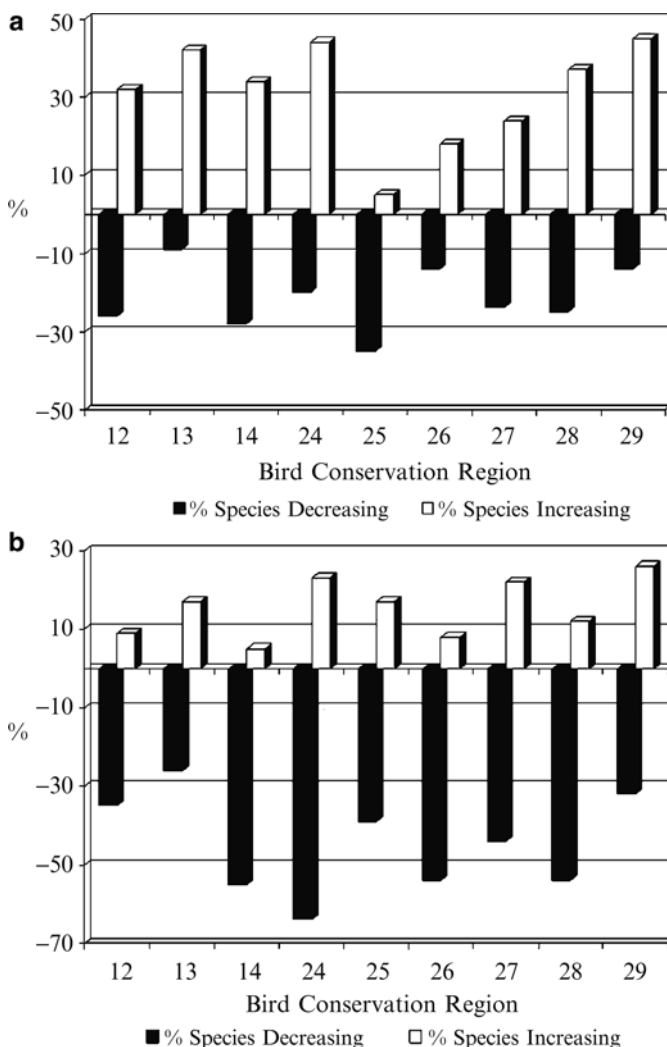 a
50
30
10
%
−10
−30
−50
12 13 14 24 25 26 27 28 29
Bird Conservation Region
% Species Decreasing % Species Increasing
b
30
10
−10
%
−30
−50
−70
12 13 14 24 25 26 27 28 29
Bird Conservation Region
% Species Decreasing % Species Increasing